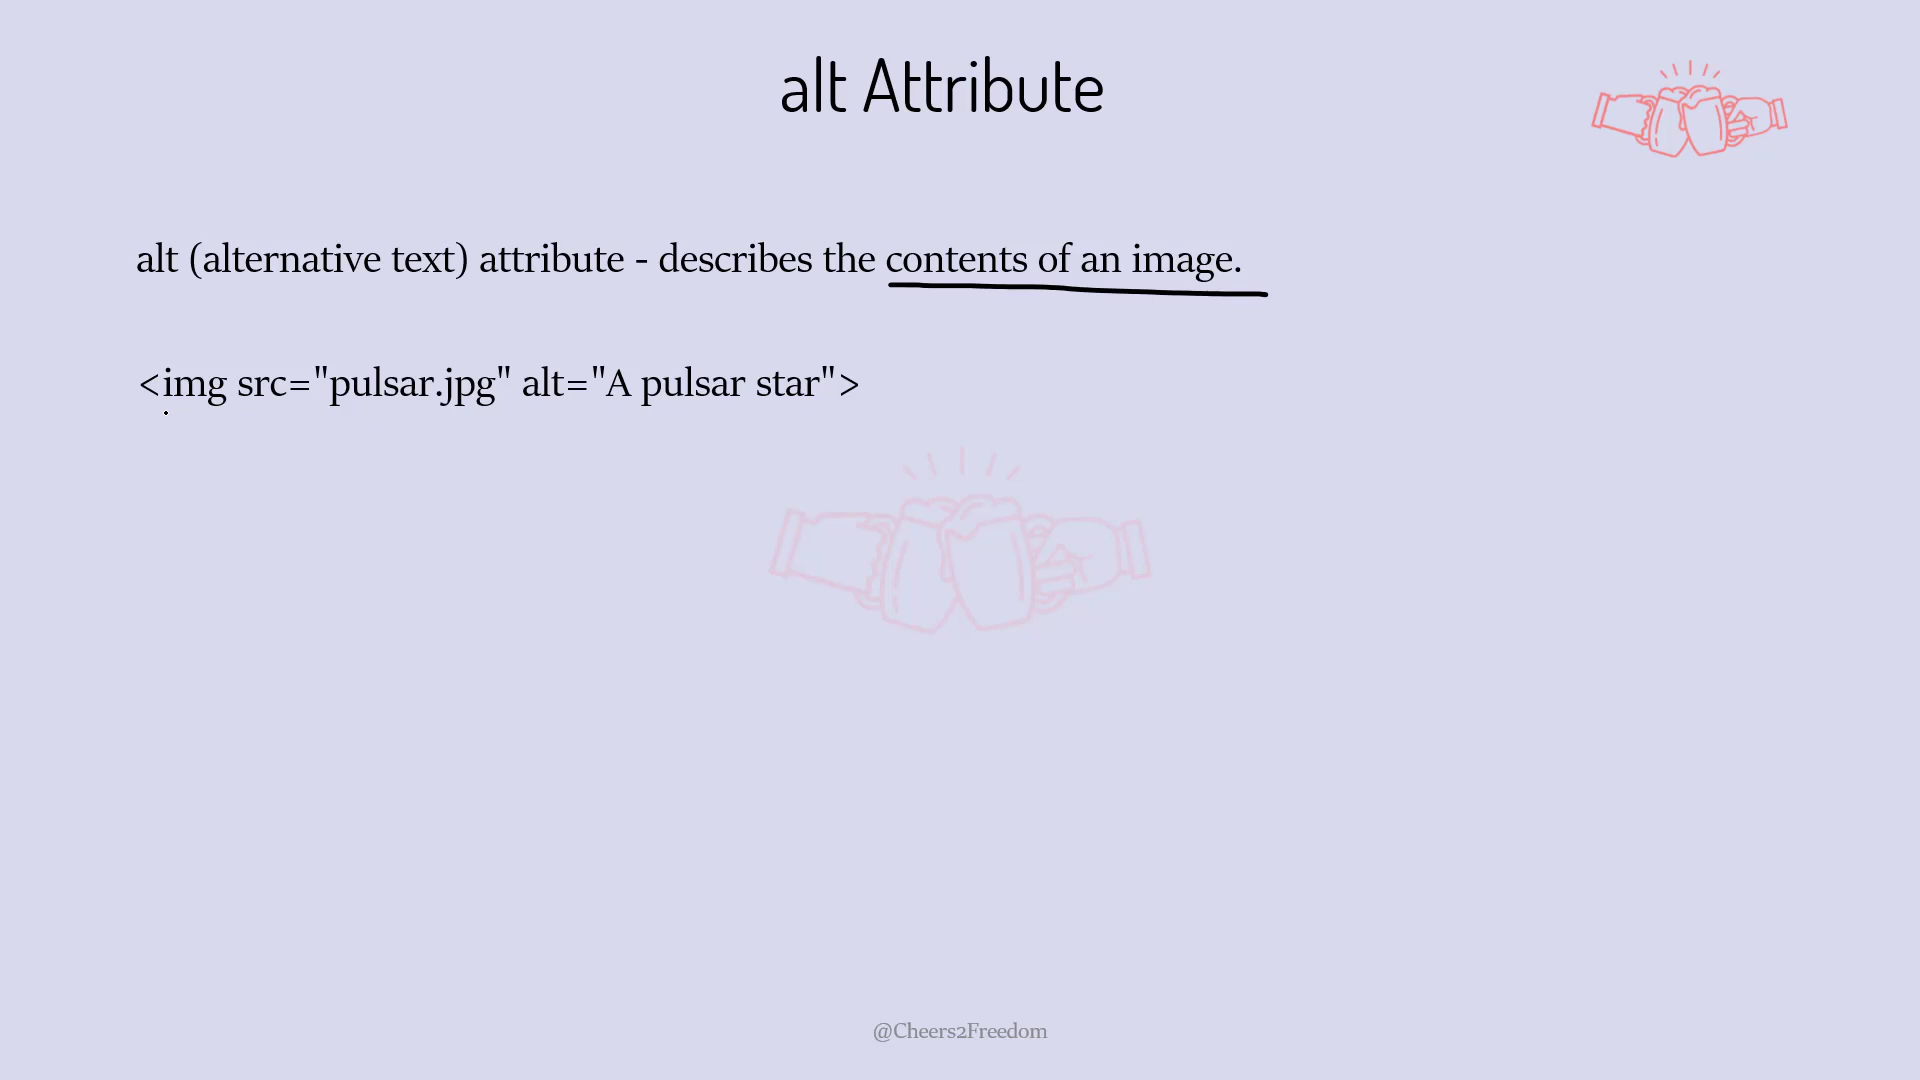 alt Attribute
alt (alternative text) attribute - describes the contents of an image.
<img src="pulsar.jpg" alt="A pulsar star">
@Cheers2Freedom